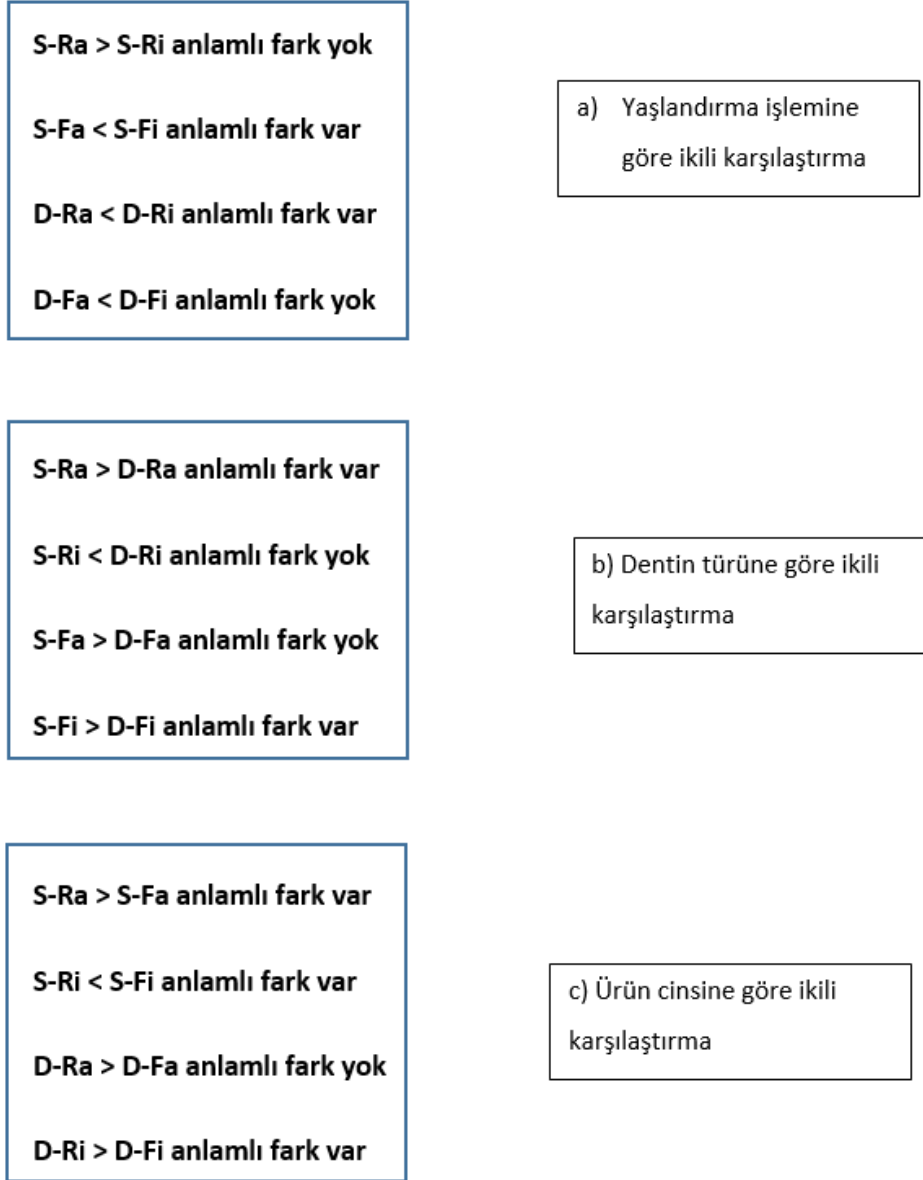 S-Ra > S-Ri anlamlı fark yok
S-Fa < S-Fi anlamlı fark var
D-Ra < D-Ri anlamlı fark var
D-Fa < D-Fi anlamlı fark yok
a) Yaşlandırma işlemine
göre ikili karşılaştırma
S-Ra > D-Ra anlamlı fark var
S-Ri < D-Ri anlamlı fark yok
S-Fa > D-Fa anlamlı fark yok
S-Fi > D-Fi anlamlı fark var
b) Dentin türüne göre ikili
karşılaştırma
S-Ra > S-Fa anlamlı fark var
S-Ri < S-Fi anlamlı fark var
D-Ra > D-Fa anlamlı fark yok
D-Ri > D-Fi anlamlı fark var
c) Ürün cinsine göre ikili
karşılaştırma